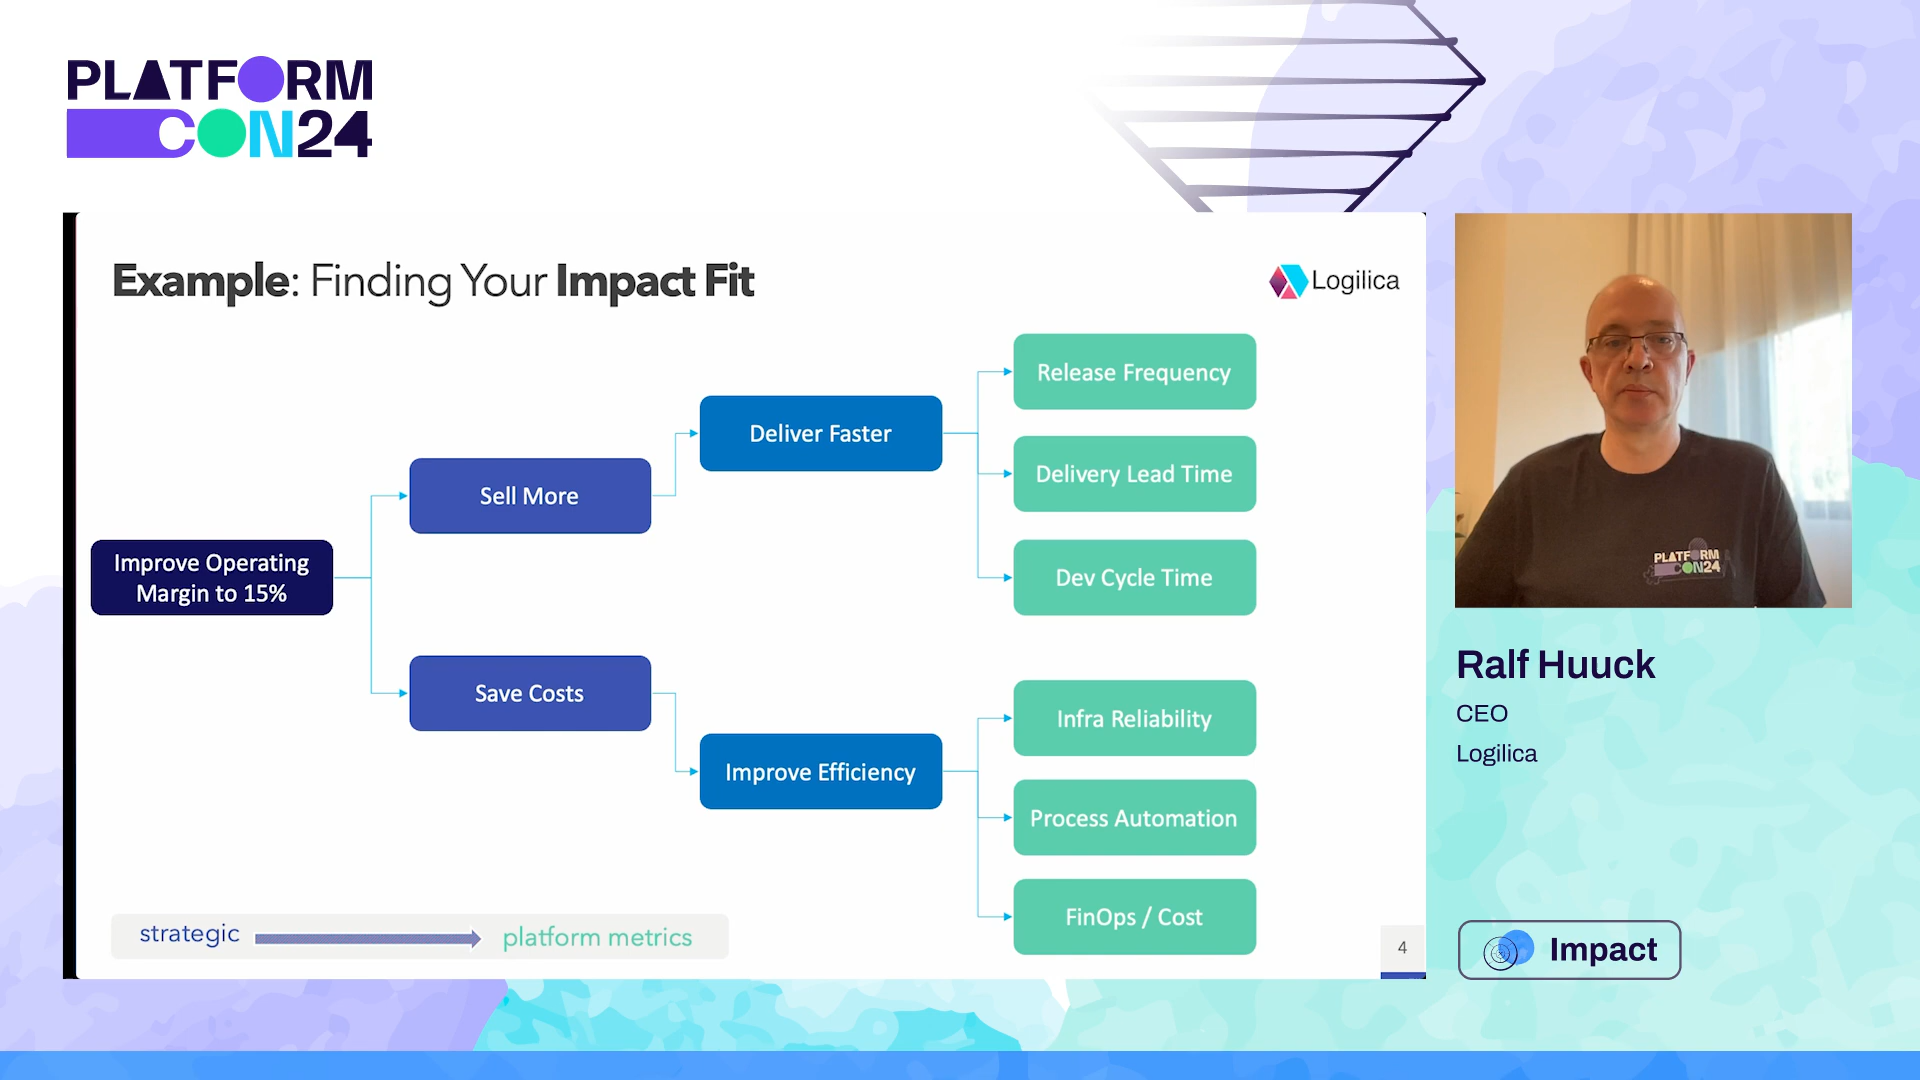 PLATFORM
CON24
Example: Finding Your Impact Fit
Logilica
Improve Operating
Margin to 15%
Sell More
Save Costs
Deliver Faster
Improve Efficiency
Release Frequency
Delivery Lead Time
Dev Cycle Time
Infra Reliability
Process Automation
FinOps / Cost
strategic
platform metrics
4
PLATFORM
CON24
Ralf Huuck
CEO
Logilica
Impact